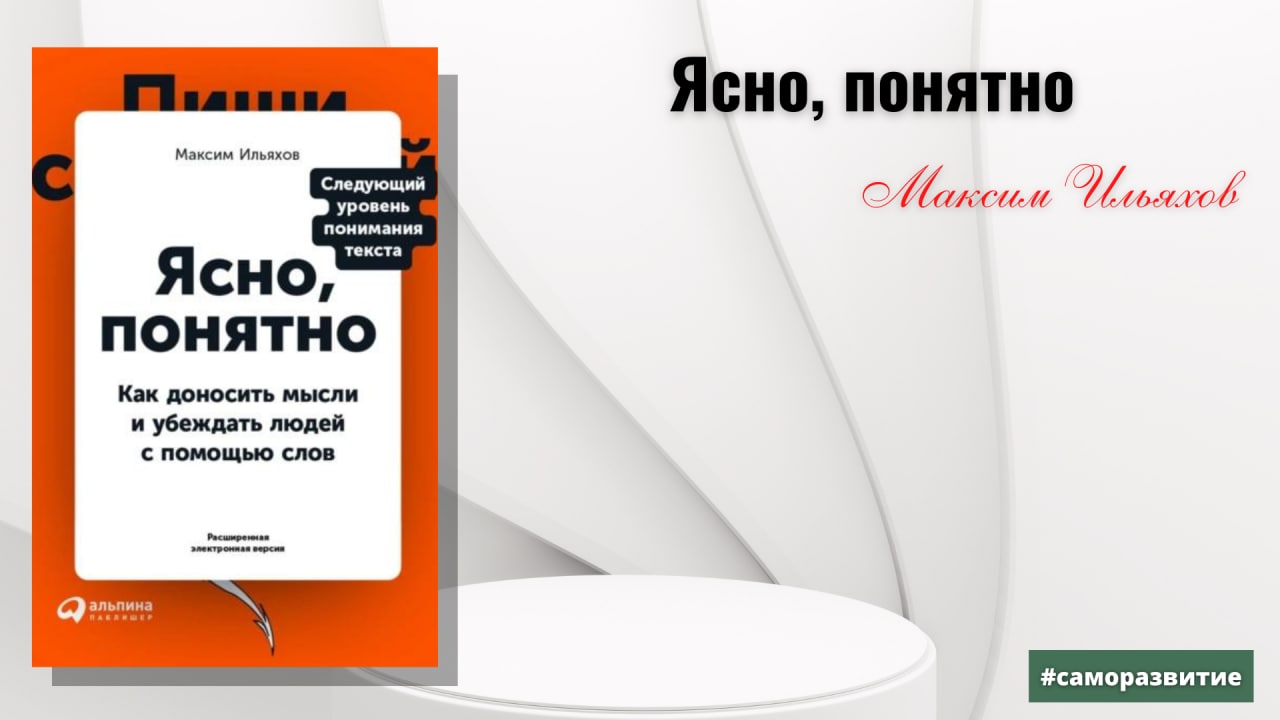 Пиши
Максим Ильяхов
Следующий
уровень
понимания
текста
Ясно,
понятно
Как доносить мысли
и убеждать людей
с помощью слов
Расширенная
электронная версия
альпина
ПАБЛИШЕР
Ясно, понятно
Максим Ильяхов
#саморазвитие